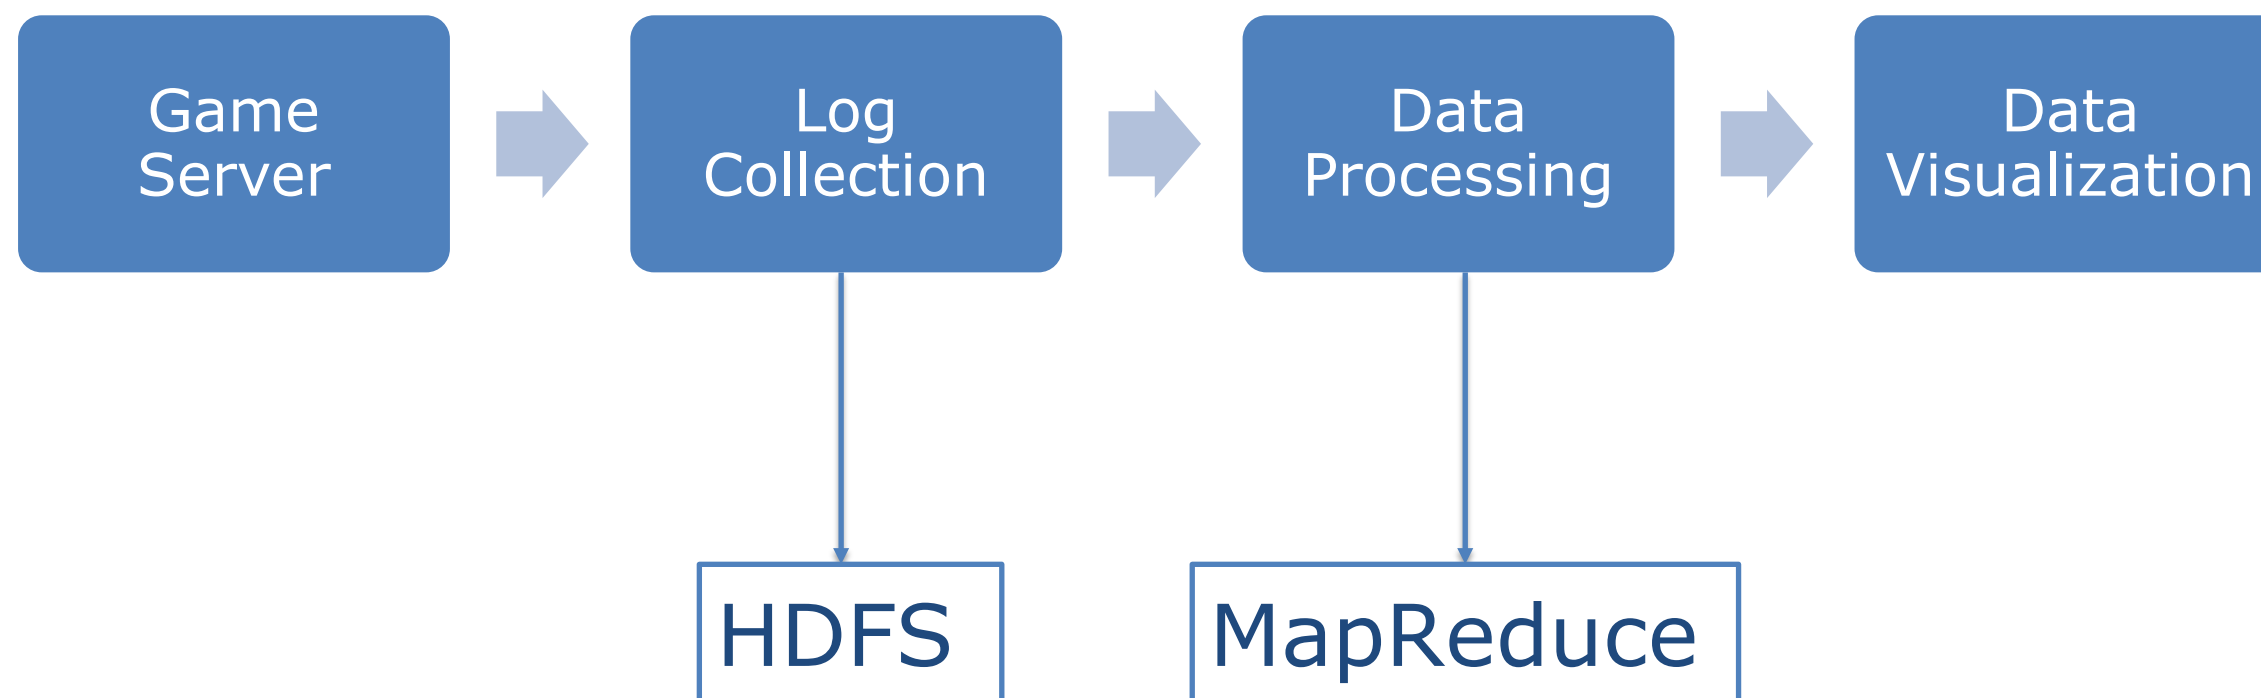 Game
Server
Log
Collection
Data
Processing
Data
Visualization
HDFS
MapReduce